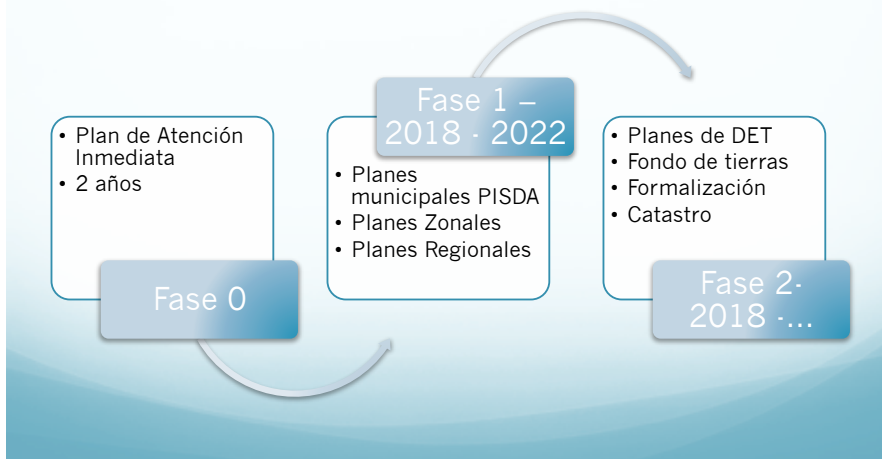 • Plan de Atención
Inmediata
• 2 años
Fase 0
Fase 1 –
2018 - 2022
• Planes
municipales PISDA
• Planes Zonales
• Planes Regionales
• Planes de DET
• Fondo de tierras
• Formalización
• Catastro
Fase 2-
2018 -...